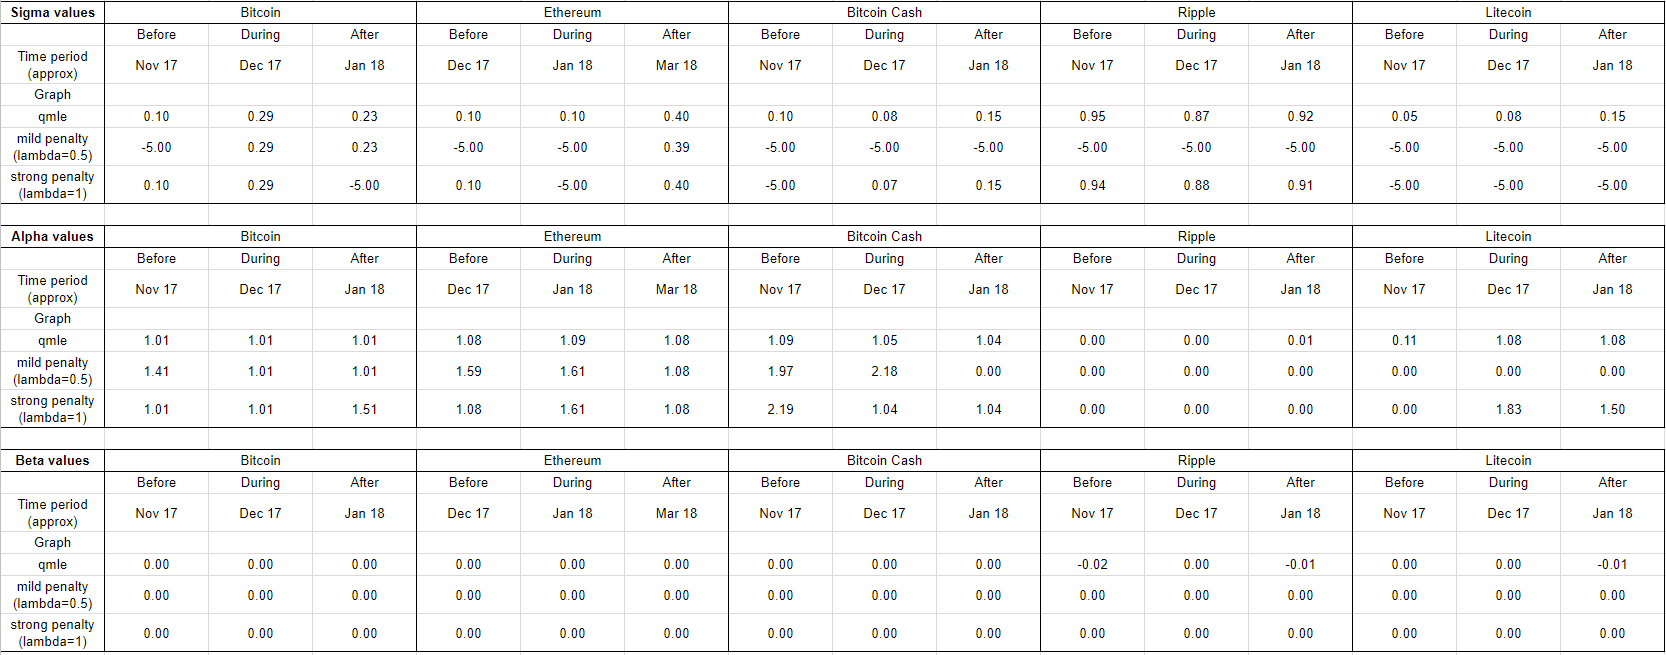 Sigma values Bitcoin Ethereum Bitcoin Cash Ripple Litecoin
Before During After Before During After Before During After Before During After Before During After
Time period
(approx) Nov 17 Dec 17 Jan 18 Dec 17 Jan 18 Mar 18 Nov 17 Dec 17 Jan 18 Nov 17 Dec 17 Jan 18 Nov 17 Dec 17 Jan 18
Graph
qmle 0.10 0.29 0.23 0.10 0.10 0.40 0.10 0.08 0.15 0.95 0.87 0.92 0.05 0.08 0.15
mild penalty
(lambda=0.5) -5.00 0.29 0.23 -5.00 -5.00 0.39 -5.00 -5.00 -5.00 -5.00 -5.00 -5.00 -5.00 -5.00 -5.00
strong penalty
(lambda=1) 0.10 0.29 -5.00 0.10 -5.00 0.40 -5.00 0.07 0.15 0.94 0.88 0.91 -5.00 -5.00 -5.00
Alpha values Bitcoin Ethereum Bitcoin Cash Ripple Litecoin
Before During After Before During After Before During After Before During After Before During After
Time period
(approx) Nov 17 Dec 17 Jan 18 Dec 17 Jan 18 Mar 18 Nov 17 Dec 17 Jan 18 Nov 17 Dec 17 Jan 18 Nov 17 Dec 17 Jan 18
Graph
qmle 1.01 1.01 1.01 1.08 1.09 1.08 1.09 1.05 1.04 0.00 0.00 0.01 0.11 1.08 1.08
mild penalty
(lambda=0.5) 1.41 1.01 1.01 1.59 1.61 1.08 1.97 2.18 0.00 0.00 0.00 0.00 0.00 0.00 0.00
strong penalty
(lambda=1) 1.01 1.01 1.51 1.08 1.61 1.08 2.19 1.04 1.04 0.00 0.00 0.00 0.00 1.83 1.50
Beta values Bitcoin Ethereum Bitcoin Cash Ripple Litecoin
Before During After Before During After Before During After Before During After Before During After
Time period
(approx) Nov 17 Dec 17 Jan 18 Dec 17 Jan 18 Mar 18 Nov 17 Dec 17 Jan 18 Nov 17 Dec 17 Jan 18 Nov 17 Dec 17 Jan 18
Graph
qmle 0.00 0.00 0.00 0.00 0.00 0.00 0.00 0.00 0.00 -0.02 0.00 -0.01 0.00 0.00 -0.01
mild penalty
(lambda=0.5) 0.00 0.00 0.00 0.00 0.00 0.00 0.00 0.00 0.00 0.00 0.00 0.00 0.00 0.00 0.00
strong penalty
(lambda=1) 0.00 0.00 0.00 0.00 0.00 0.00 0.00 0.00 0.00 0.00 0.00 0.00 0.00 0.00 0.00